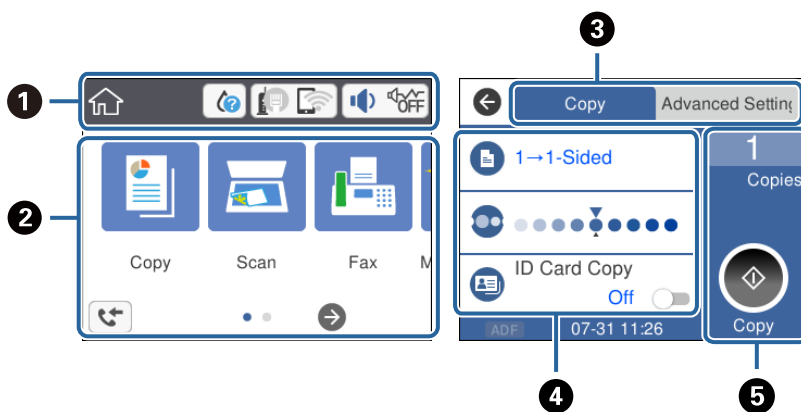 3
1
OFF
Copy
Advanced Setting
1
Copies
1→1-Sided
2
Copy
Scan
Fax
M
ID Card Copy
Off
ADF
07-31 11:26
Copy
4
5